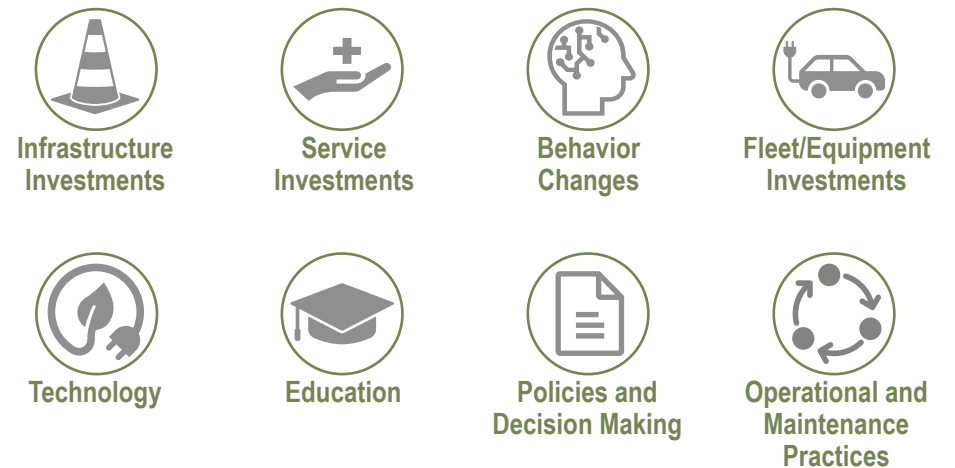 Infrastructure
Investments
Service
Investments
Behavior
Changes
Fleet/Equipment
Investments
Technology
Education
Policies and
Decision Making
Operational and
Maintenance
Practices